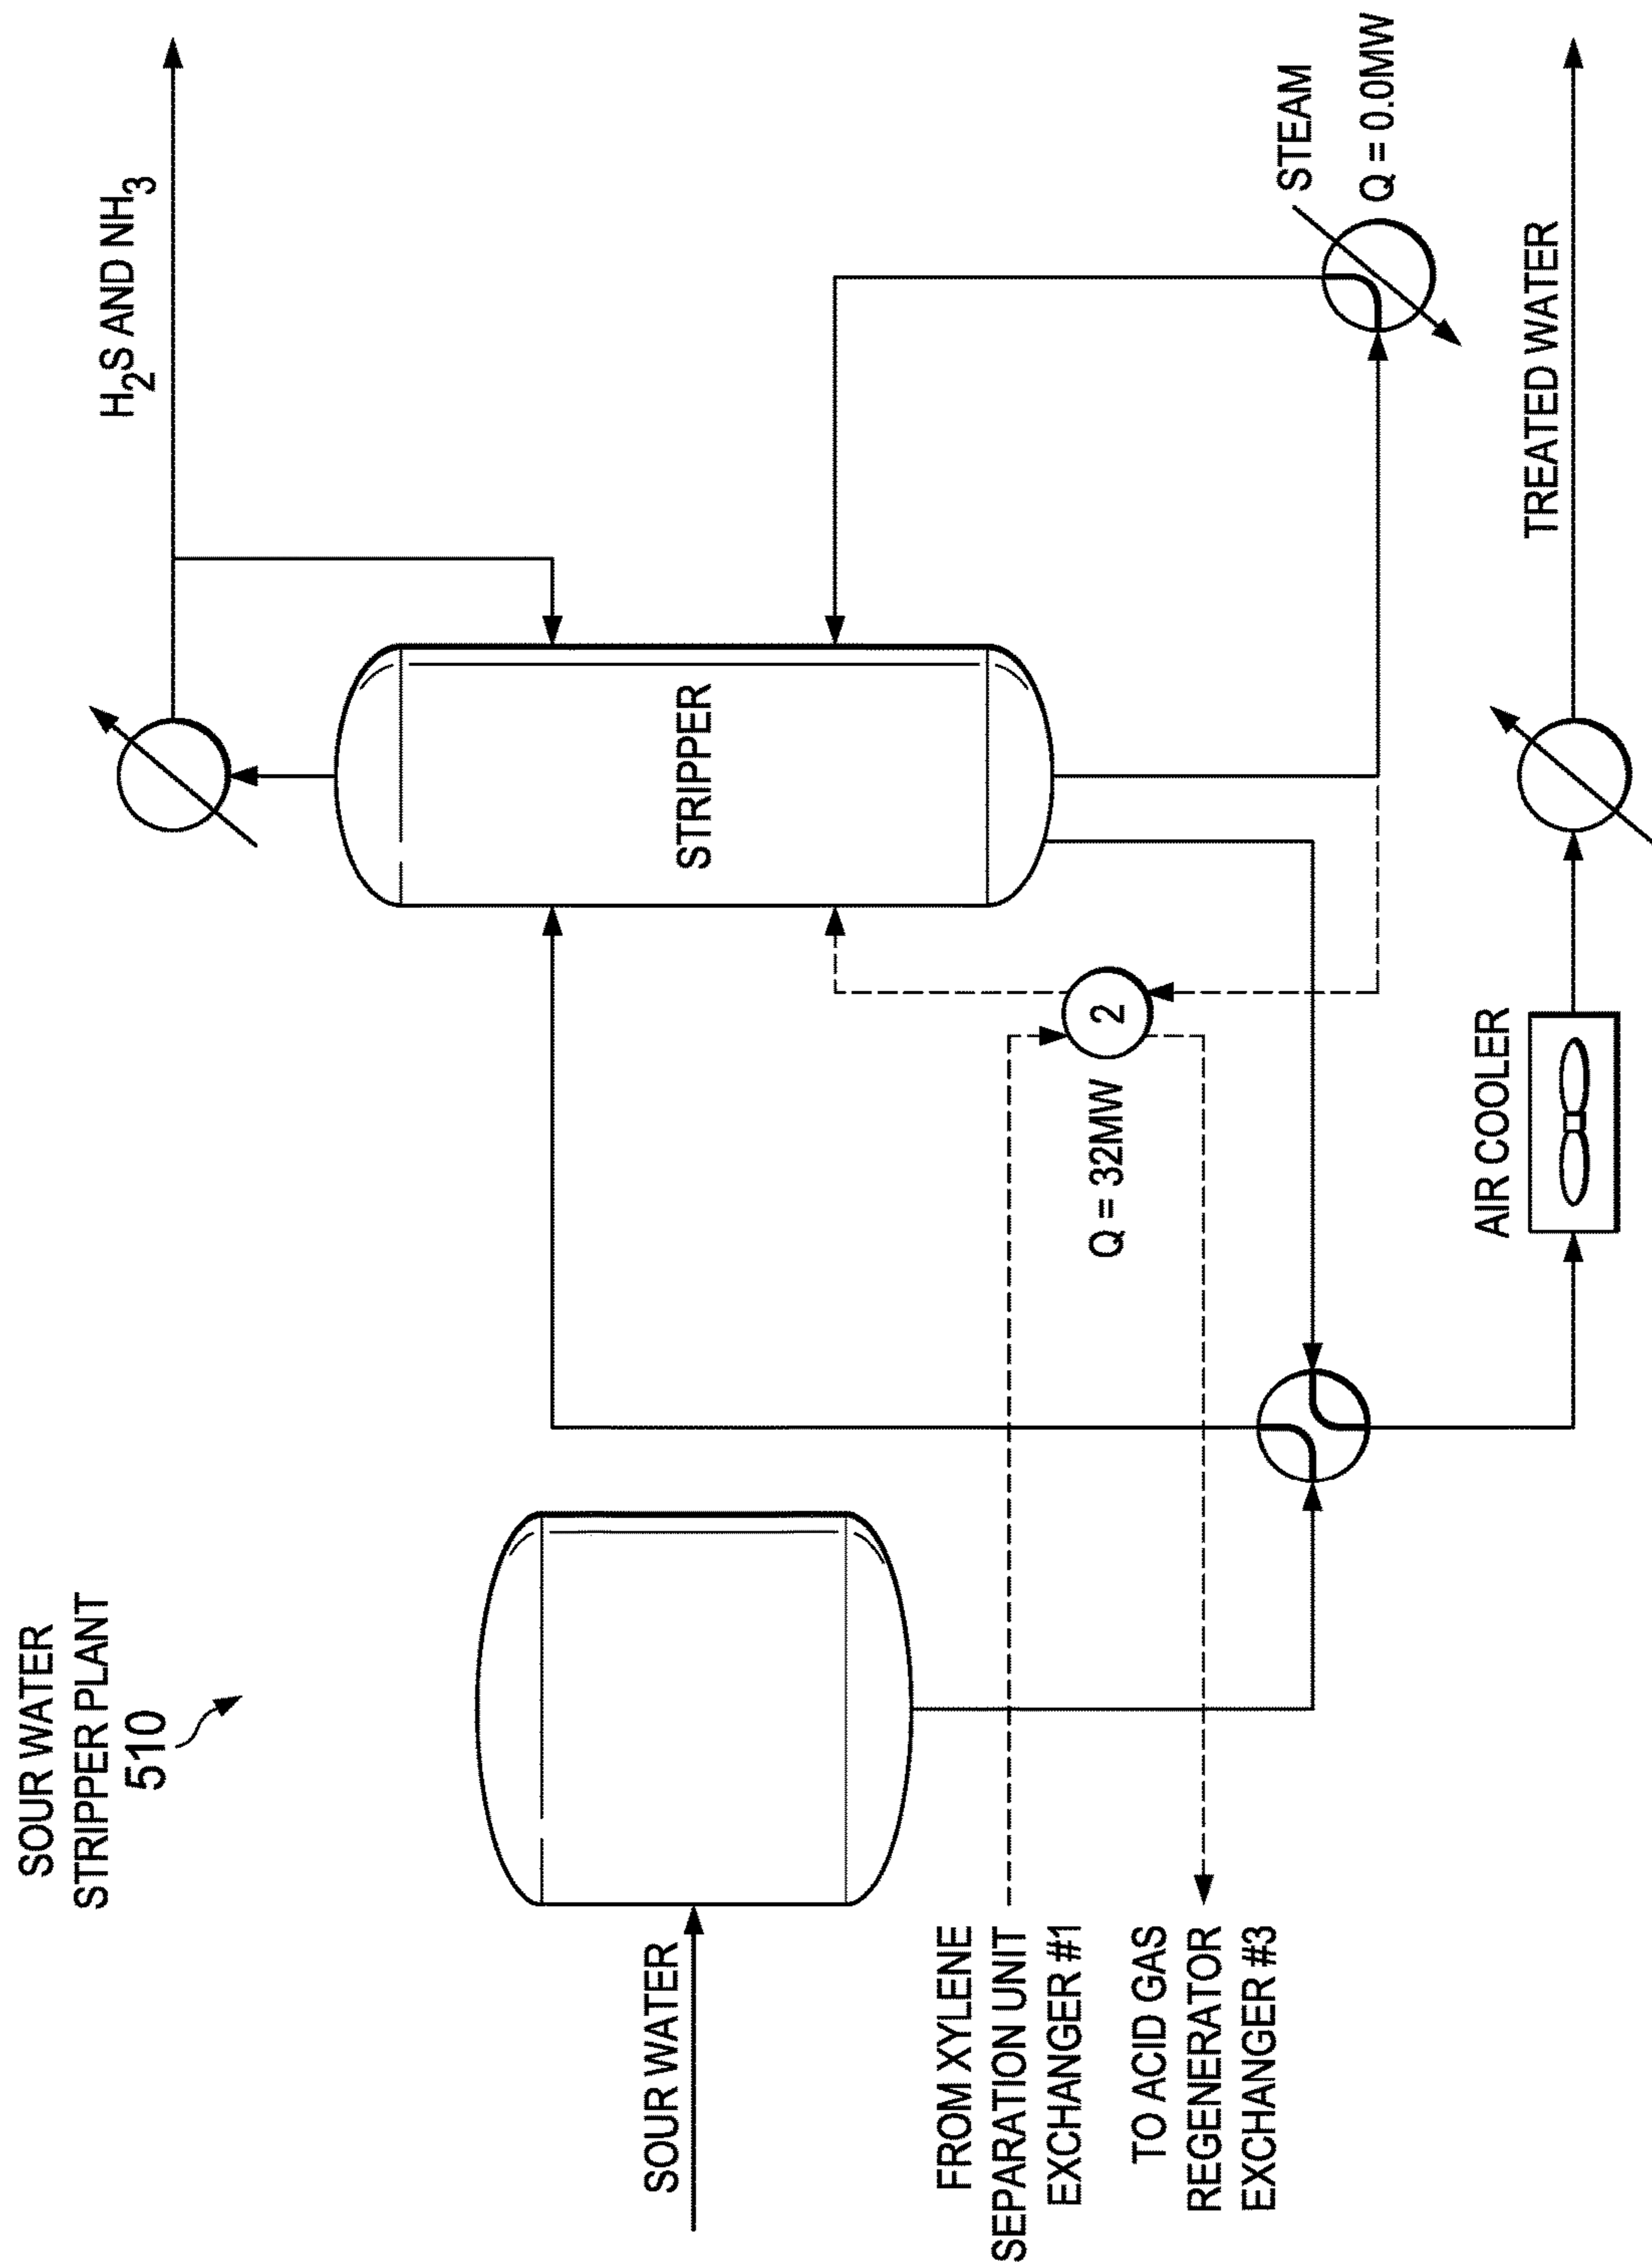 SOUR WATER
STRIPPER PLANT
510
H₂S AND NH₃
SOUR WATER
STRIPPER
FROM XYLENE
SEPARATION UNIT
EXCHANGER #1
Q = 32MW
2
TO ACID GAS
REGENERATOR
EXCHANGER #3
STEAM
Q = 0.0MW
AIR COOLER
TREATED WATER